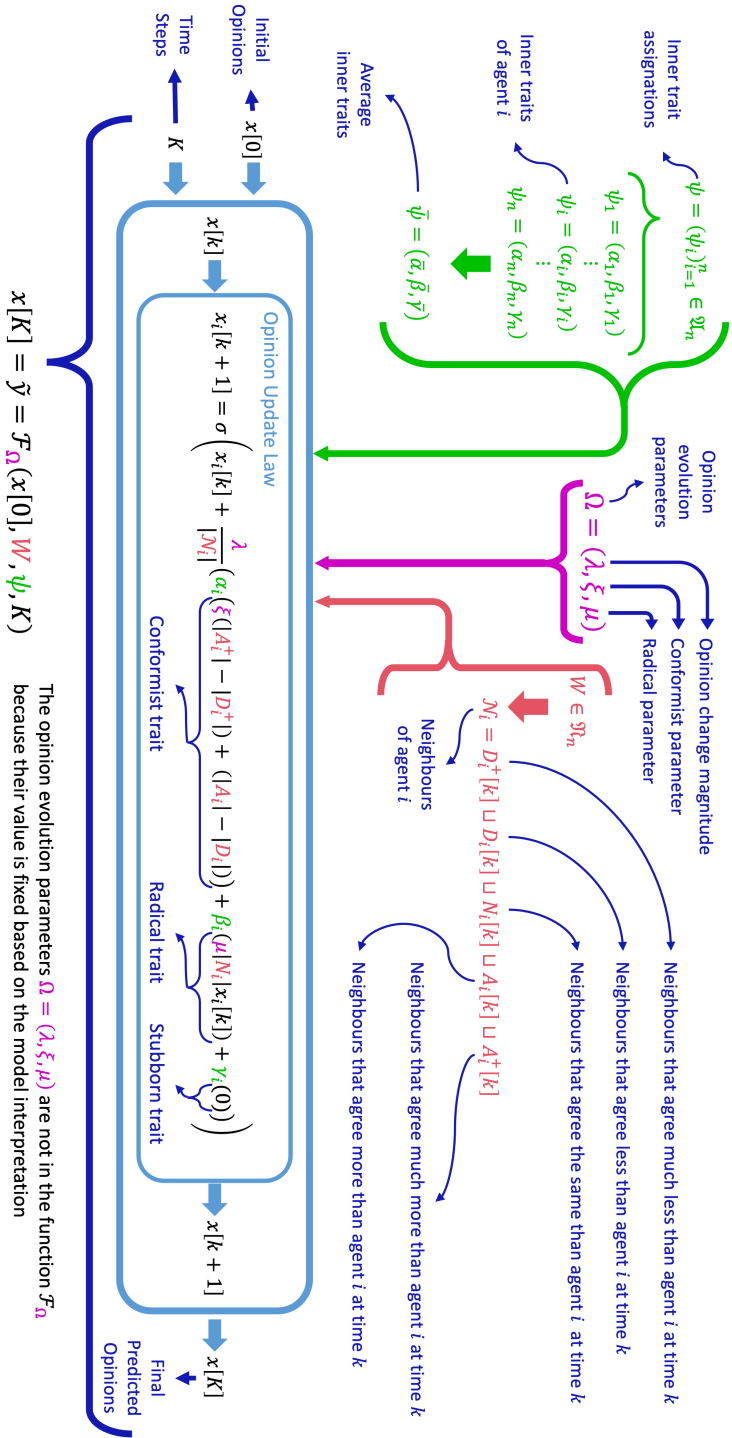 Inner trait
assignations
ψ = (ψ_i)_{i=1}^n ∈ 𝔄_n
ψ_1 = (α_1, β_1, γ_1)
⋮
Inner traits
of agent i
ψ_i = (α_i, β_i, γ_i)
⋮
ψ_n = (α_n, β_n, γ_n)
Average
inner traits
ψ̄ = (ᾱ, β̄, γ̄)
Opinion
evolution
parameters
Ω = (λ, ξ, μ)
Opinion change magnitude
Conformist parameter
Radical parameter
W ∈ 𝔑_n
𝒩_i = D_i^†[k] ⊔ D_i[k] ⊔ N_i[k] ⊔ A_i[k] ⊔ A_i^†[k]
Neighbours
of agent i
Neighbours that agree much less than agent i at time k
Neighbours that agree less than agent i at time k
Neighbours that agree the same than agent i at time k
Neighbours that agree much more than agent i at time k
Neighbours that agree more than agent i at time k
Initial
Opinions
x[0]
Time
Steps
K
x[k]
Opinion Update Law
x_i[k + 1] = σ(x_i[k] + λ/|𝒩_i| (α_i(ξ(|A_i^†| − |D_i^†|) + (|A_i| − |D_i|)) + β_i(μ|N_i|x_i[k]) + γ_i(0)))
Conformist trait
Radical trait
Stubborn trait
x[k + 1]
x[K]
Final
Predicted
Opinions
x[K] = ỹ = ℱ_Ω(x[0], W, ψ, K)
The opinion evolution parameters Ω = (λ, ξ, μ) are not in the function ℱ_Ω
because their value is fixed based on the model interpretation